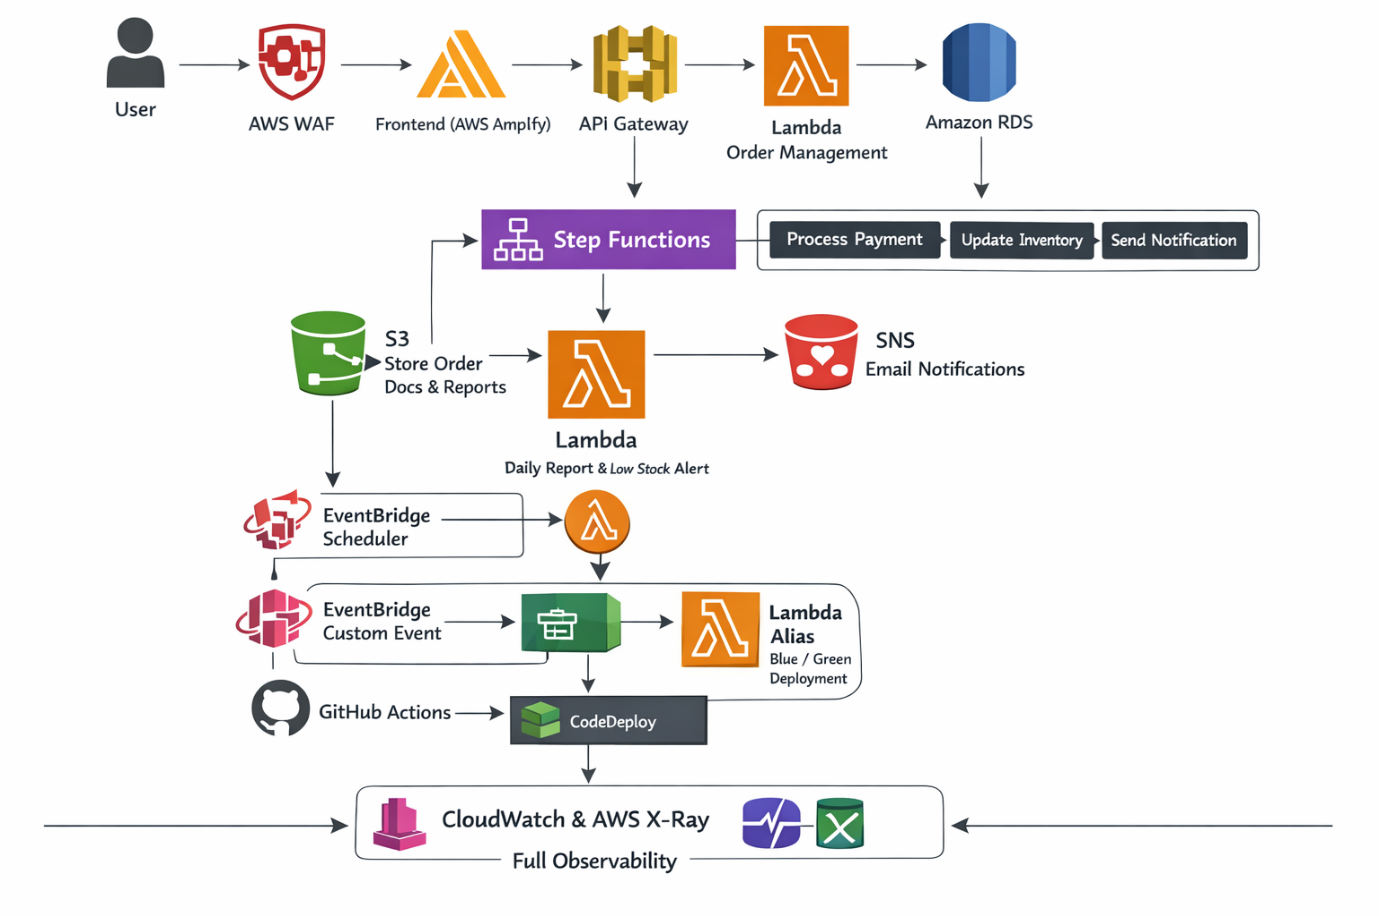 User
AWS WAF
Frontend (AWS Amplfy)
APi Gateway
Lambda
Order Management
Amazon RDS
Step Functions
Process Payment
Update Inventory
Send Notification
S3
Store Order
Docs & Reports
SNS
Email Notifications
Lambda
Daily Report & Low Stock Alert
EventBridge
Scheduler
EventBridge
Custom Event
Lambda
Alias
Blue / Green
Deployment
GitHub Actions
CodeDeploy
CloudWatch & AWS X-Ray
Full Observability